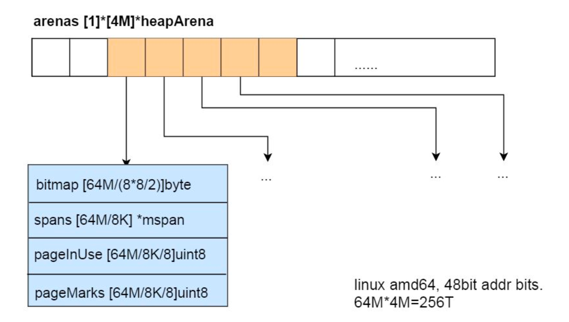 arenas [1]*[4M]*heapArena
......
... ... ...
bitmap [64M/(8*8/2)]byte
spans [64M/8K] *mspan
pageInUse [64M/8K/8]uint8
pageMarks [64M/8K/8]uint8
linux amd64, 48bit addr bits.
64M*4M=256T